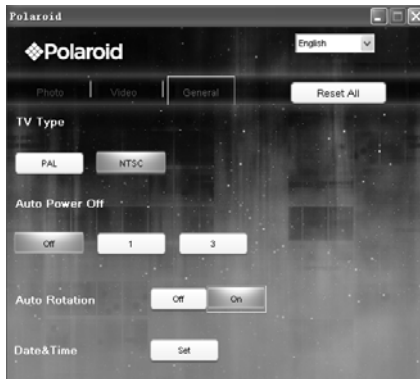 Polaroid
Polaroid
English
Photo Video General Reset All
TV Type
PAL NTSC
Auto Power Off
Off 1 3
Auto Rotation Off On
Date&Time Set